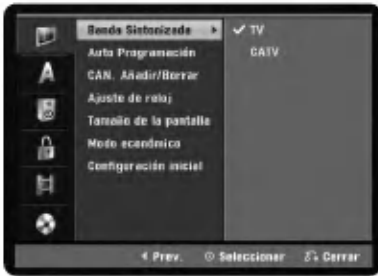 Banda Sintonizada
TV
Auto Programación
CATV
CAN. Añadir/Borrar
A
Ajuste de reloj
Tamaño de la pantalla
Modo económico
Configuración inicial
Prev. Seleccionar Cerrar